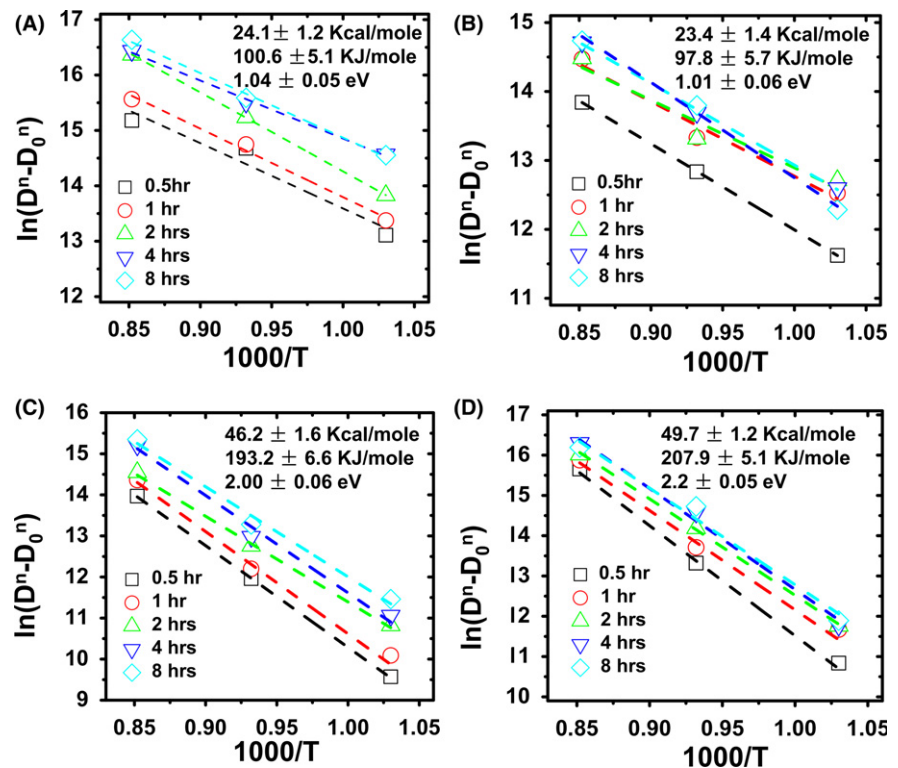 (A)
24.1 ± 1.2 Kcal/mole
100.6 ±5.1 KJ/mole
1.04 ± 0.05 eV
17
16
15
14
13
12
ln(Dⁿ-D₀ⁿ)
0.5hr
1 hr
2 hrs
4 hrs
8 hrs
0.85 0.90 0.95 1.00 1.05
1000/T
(B)
23.4 ± 1.4 Kcal/mole
97.8 ± 5.7 KJ/mole
1.01 ± 0.06 eV
15
14
13
12
11
ln(Dⁿ-D₀ⁿ)
0.5hr
1 hr
2 hrs
4 hrs
8 hrs
0.85 0.90 0.95 1.00 1.05
1000/T
(C)
46.2 ± 1.6 Kcal/mole
193.2 ± 6.6 KJ/mole
2.00 ± 0.06 eV
16
15
14
13
12
11
10
9
ln(Dⁿ-D₀ⁿ)
0.5 hr
1 hr
2 hrs
4 hrs
8 hrs
0.85 0.90 0.95 1.00 1.05
1000/T
(D)
49.7 ± 1.2 Kcal/mole
207.9 ± 5.1 KJ/mole
2.2 ± 0.05 eV
17
16
15
14
13
12
11
10
ln(Dⁿ-D₀ⁿ)
0.5 hr
1 hr
2 hrs
4 hrs
8 hrs
0.85 0.90 0.95 1.00 1.05
1000/T